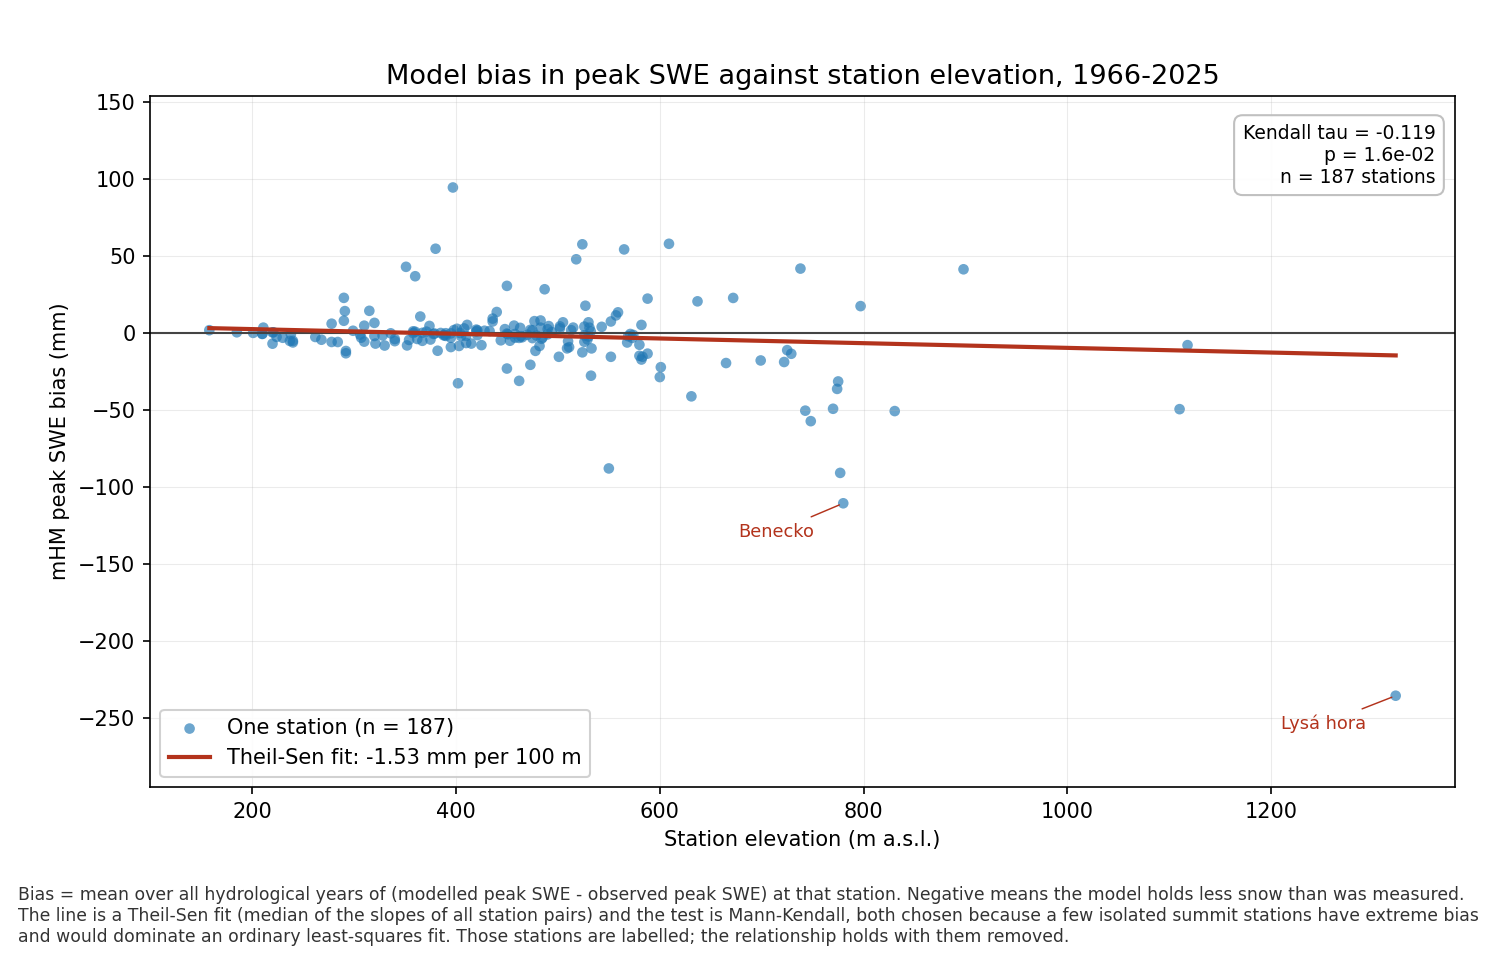 Model bias in peak SWE against station elevation, 1966-2025
150
100
50
0
−50
−100
−150
−200
−250
mHM peak SWE bias (mm)
Kendall tau = -0.119
p = 1.6e-02
n = 187 stations
Benecko
Lysá hora
One station (n = 187)
Theil-Sen fit: -1.53 mm per 100 m
200
400
600
800
1000
1200
Station elevation (m a.s.l.)
Bias = mean over all hydrological years of (modelled peak SWE - observed peak SWE) at that station. Negative means the model holds less snow than was measured.
The line is a Theil-Sen fit (median of the slopes of all station pairs) and the test is Mann-Kendall, both chosen because a few isolated summit stations have extreme bias
and would dominate an ordinary least-squares fit. Those stations are labelled; the relationship holds with them removed.